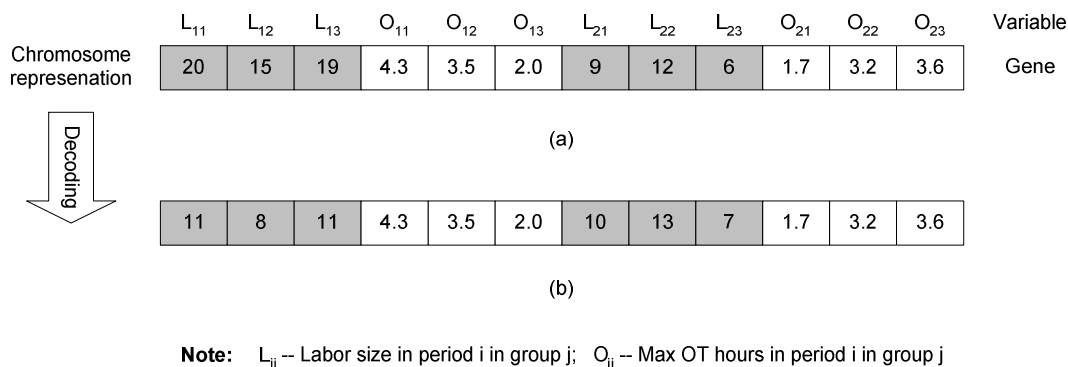 L₁₁ L₁₂ L₁₃ O₁₁ O₁₂ O₁₃ L₂₁ L₂₂ L₂₃ O₂₁ O₂₂ O₂₃ Variable
Chromosome
represenation
20 15 19 4.3 3.5 2.0 9 12 6 1.7 3.2 3.6 Gene
(a)
Decoding
11 8 11 4.3 3.5 2.0 10 13 7 1.7 3.2 3.6
(b)
Note: Lᵢⱼ -- Labor size in period i in group j; Oᵢⱼ -- Max OT hours in period i in group j